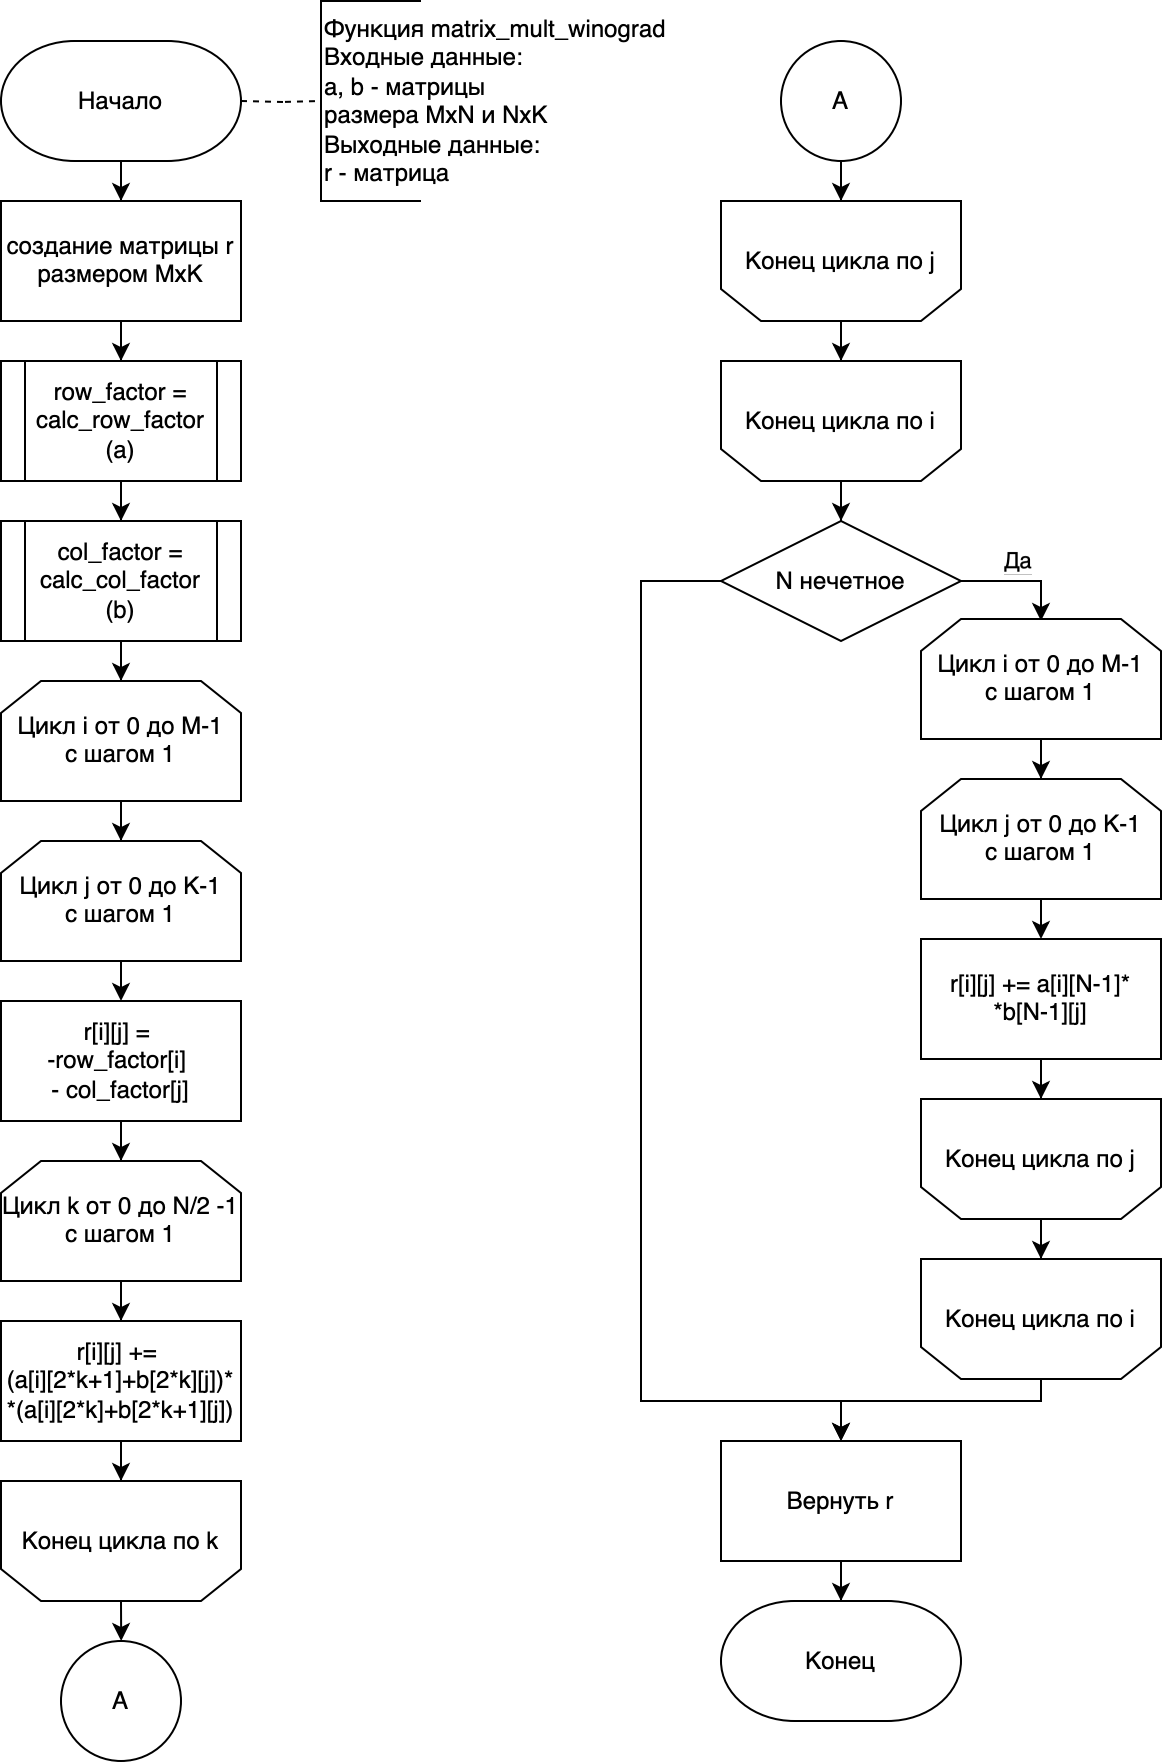 Начало
Функция matrix_mult_winograd
Входные данные:
a, b - матрицы
размера MxN и NxK
Выходные данные:
r - матрица
создание матрицы r
размером MxK
row_factor =
calc_row_factor
(a)
col_factor =
calc_col_factor
(b)
Цикл i от 0 до M-1
с шагом 1
Цикл j от 0 до K-1
с шагом 1
r[i][j] =
-row_factor[i]
- col_factor[j]
Цикл k от 0 до N/2 -1
с шагом 1
r[i][j] +=
(a[i][2*k+1]+b[2*k][j])*
*(a[i][2*k]+b[2*k+1][j])
Конец цикла по k
A
A
Конец цикла по j
Конец цикла по i
N нечетное
Да
Цикл i от 0 до M-1
с шагом 1
Цикл j от 0 до K-1
с шагом 1
r[i][j] += a[i][N-1]*
*b[N-1][j]
Конец цикла по j
Конец цикла по i
Вернуть r
Конец